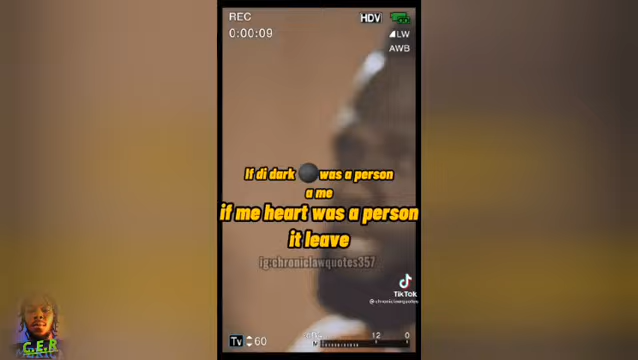 REC
HDV
0:00:09
LW
AWB
If di dark was a person
a me
if me heart was a person
it leave
Ig:chroniclawquotes357
TikTok
@chroniclawquotes
G.E.R
Tv 60
12 0
M